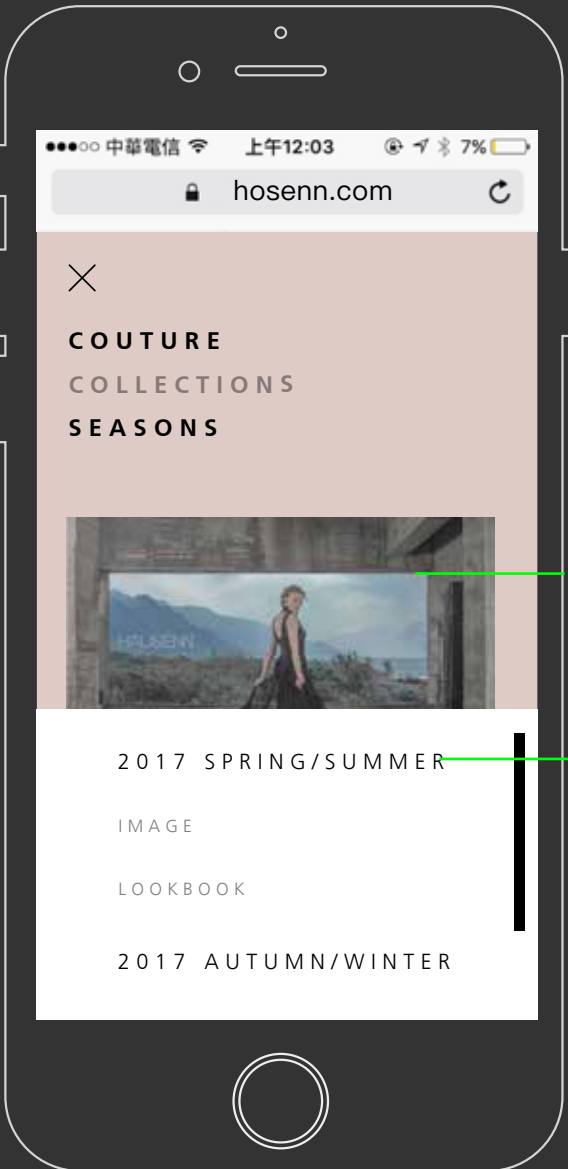 中華電信 上午12:03 7%
hosenn.com
COUTURE
COLLECTIONS
SEASONS
2017 SPRING/SUMMER
IMAGE
LOOKBOOK
2017 AUTUMN/WINTER